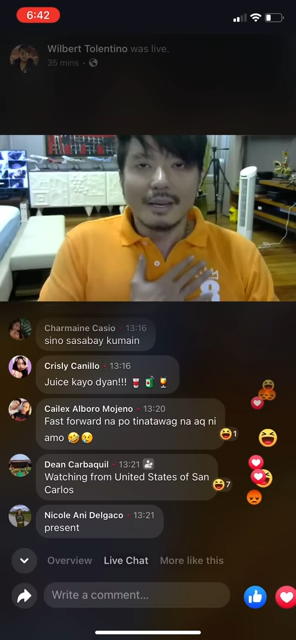 6:42
Wilbert Tolentino was live.
35 mins ·
Charmaine Casio · 13:16
sino sasabay kumain
Crisly Canillo · 13:16
Juice kayo dyan!!!
Cailex Alboro Mojeno · 13:20
Fast forward na po tinatawag na aq ni
amo
1
Dean Carbaquil · 13:21
Watching from United States of San
Carlos
7
Nicole Ani Delgaco · 13:21
present
Overview Live Chat More like this
Write a comment...